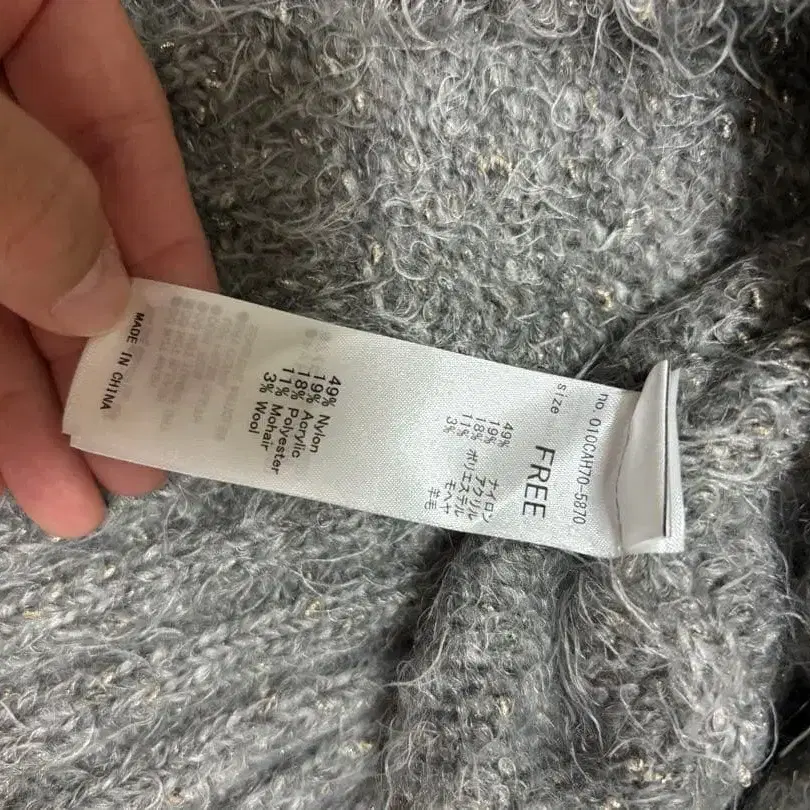 no. 010CAH70-5870
size
FREE
49% ナイロン
19% アクリル
18% ポリエステル
11% モヘヤ
3% 羊毛
49% Nylon
19% Acrylic
18% Polyester
11% Mohair
3% Wool
MADE IN CHINA